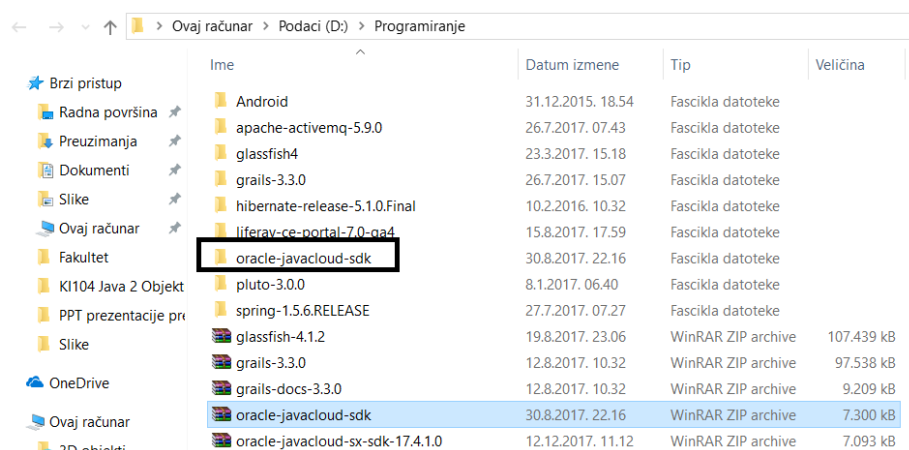 Ovaj računar > Podaci (D:) > Programiranje
Ime Datum izmene Tip Veličina
Brzi pristup
Radna površina
Preuzimanja
Dokumenti
Slike
Ovaj računar
Fakultet
KI104 Java 2 Objekt
PPT prezentacije pre
Slike
OneDrive
Ovaj računar
3D objekti
Android 31.12.2015. 18.54 Fascikla datoteke
apache-activemq-5.9.0 26.7.2017. 07.43 Fascikla datoteke
glassfish4 23.3.2017. 15.18 Fascikla datoteke
grails-3.3.0 26.7.2017. 15.07 Fascikla datoteke
hibernate-release-5.1.0.Final 10.2.2016. 10.32 Fascikla datoteke
liferay-ce-portal-7.0-ga4 15.8.2017. 17.59 Fascikla datoteke
oracle-javacloud-sdk 30.8.2017. 22.16 Fascikla datoteke
pluto-3.0.0 8.1.2017. 06.40 Fascikla datoteke
spring-1.5.6.RELEASE 27.7.2017. 07.27 Fascikla datoteke
glassfish-4.1.2 19.8.2017. 23.06 WinRAR ZIP archive 107.439 kB
grails-3.3.0 12.8.2017. 10.32 WinRAR ZIP archive 97.538 kB
grails-docs-3.3.0 12.8.2017. 10.32 WinRAR ZIP archive 9.209 kB
oracle-javacloud-sdk 30.8.2017. 22.16 WinRAR ZIP archive 7.300 kB
oracle-javacloud-sx-sdk-17.4.1.0 12.12.2017. 11.12 WinRAR ZIP archive 7.093 kB